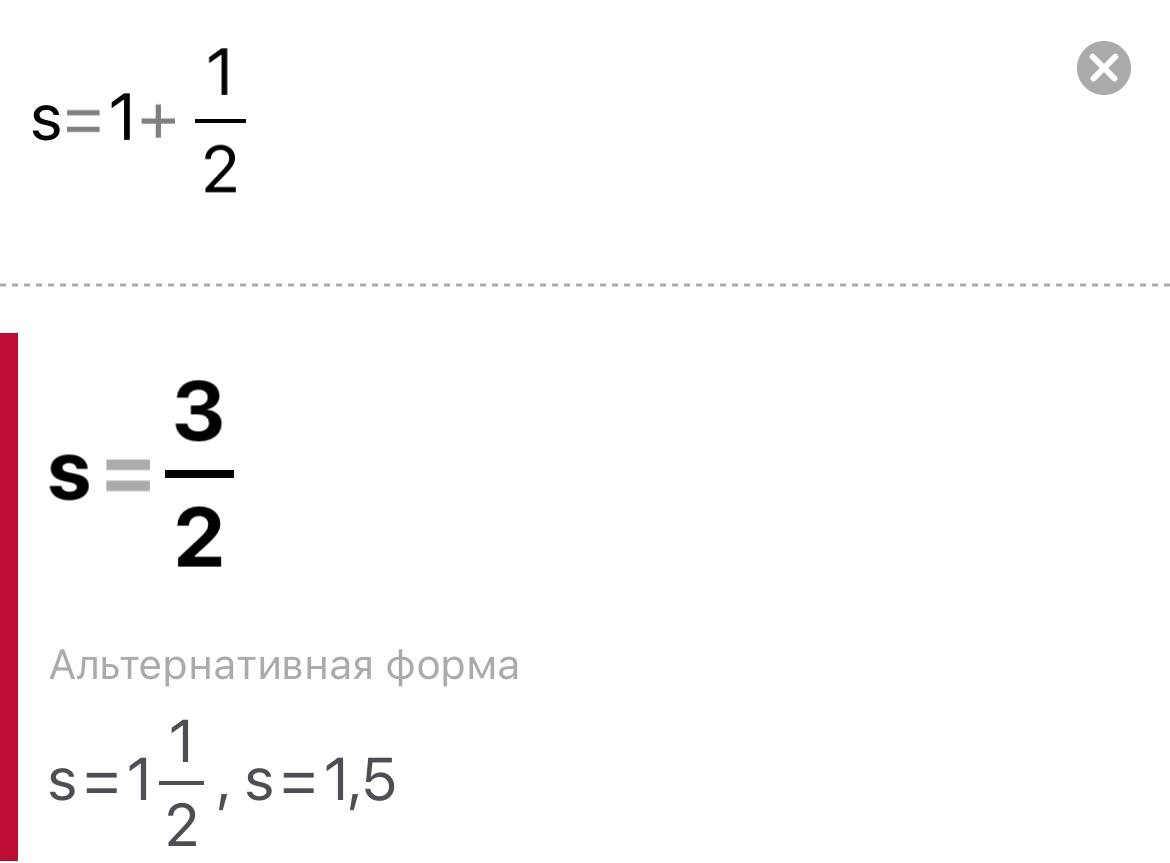 s=1+1/2
s=3/2
Альтернативная форма
s=1 1/2, s=1,5